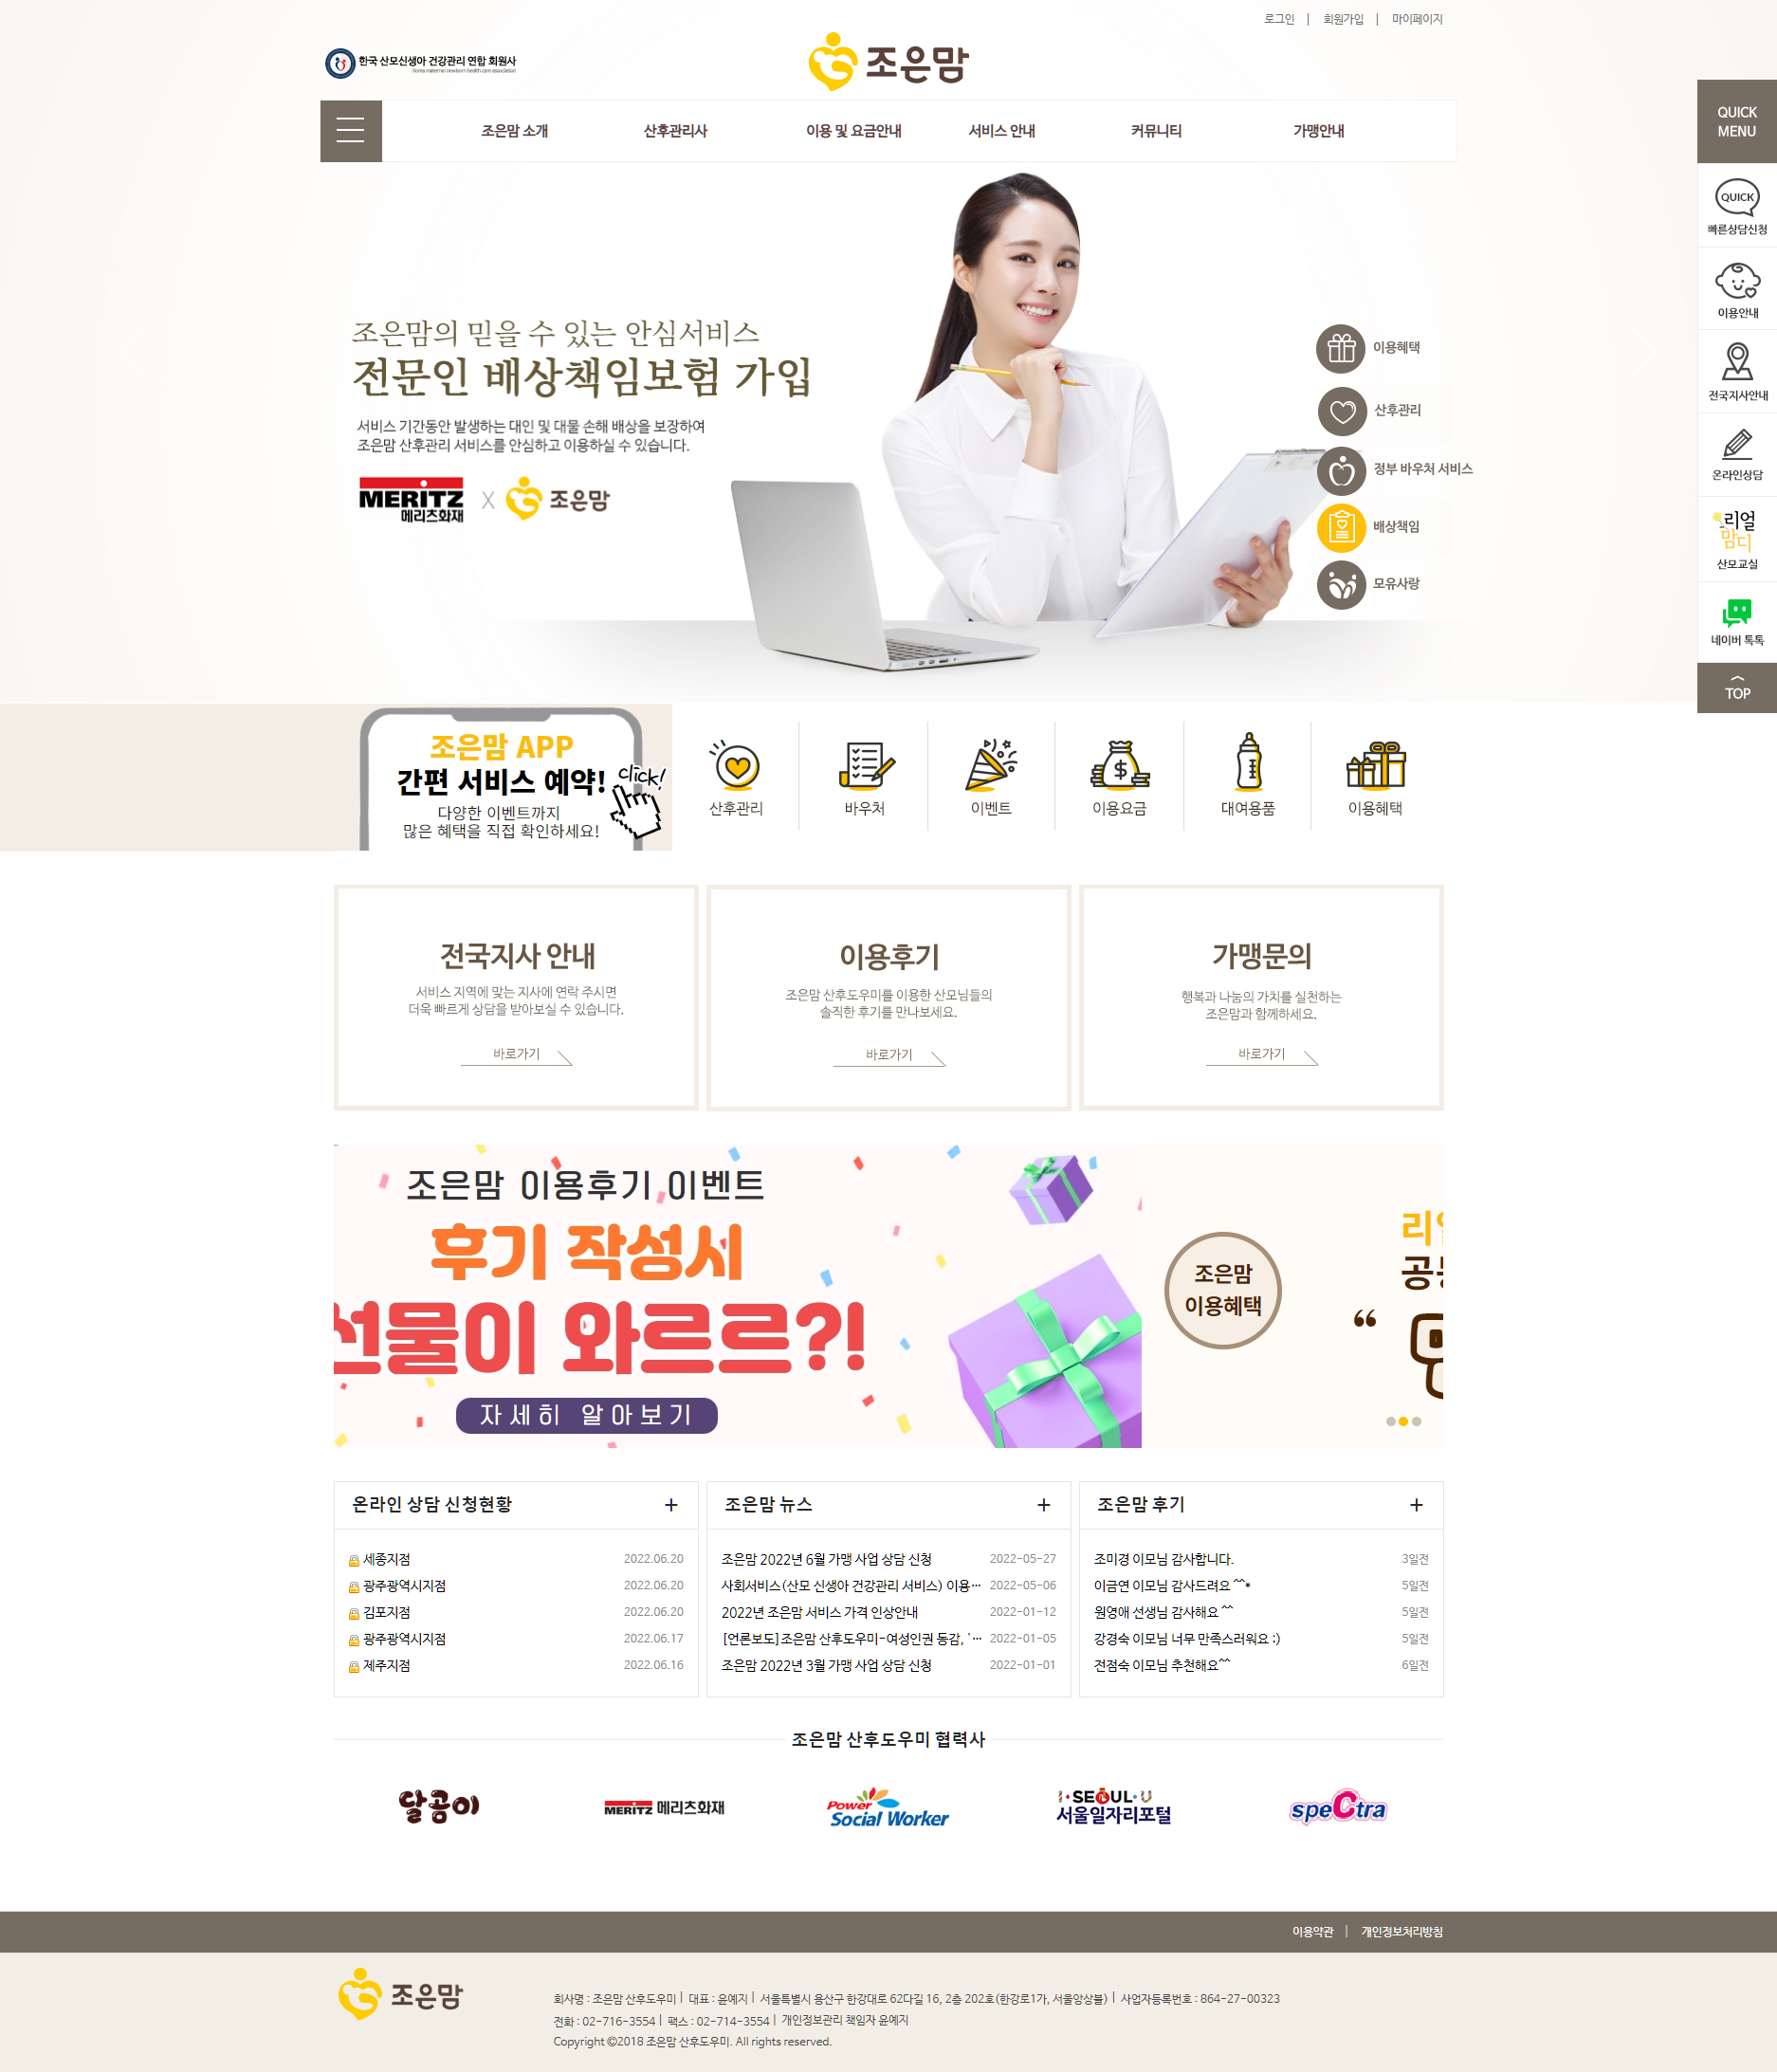 로그인 | 회원가입 | 마이페이지
한국 산모신생아 건강관리 연합 회원사
Korea maternal newborn health care association
조은맘
조은맘 소개
산후관리사
이용 및 요금안내
서비스 안내
커뮤니티
가맹안내
QUICK
MENU
QUICK
빠른상담신청
이용안내
전국지사안내
온라인상담
리얼
맘디
산모교실
네이버 톡톡
TOP
조은맘의 믿을 수 있는 안심서비스
전문인 배상책임보험 가입
서비스 기간동안 발생하는 대인 및 대물 손해 배상을 보장하여
조은맘 산후관리 서비스를 안심하고 이용하실 수 있습니다.
MERITZ
메리츠화재
X
조은맘
이용혜택
산후관리
정부 바우처 서비스
배상책임
모유사랑
조은맘 APP
간편 서비스 예약!
click!
다양한 이벤트까지
많은 혜택을 직접 확인하세요!
산후관리
바우처
이벤트
이용요금
대여용품
이용혜택
전국지사 안내
서비스 지역에 맞는 지사에 연락 주시면
더욱 빠르게 상담을 받아보실 수 있습니다.
바로가기
이용후기
조은맘 산후도우미를 이용한 산모님들의
솔직한 후기를 만나보세요.
바로가기
가맹문의
행복과 나눔의 가치를 실천하는
조은맘과 함께하세요.
바로가기
조은맘 이용후기 이벤트
후기 작성시
선물이 와르르?!
자세히 알아보기
조은맘
이용혜택
“
온라인 상담 신청현황 +
세종지점 2022.06.20
광주광역시지점 2022.06.20
김포지점 2022.06.20
광주광역시지점 2022.06.17
제주지점 2022.06.16
조은맘 뉴스 +
조은맘 2022년 6월 가맹 사업 상담 신청 2022-05-27
사회서비스(산모 신생아 건강관리 서비스) 이용… 2022-05-06
2022년 조은맘 서비스 가격 인상안내 2022-01-12
[언론보도]조은맘 산후도우미-여성인권 동감, '… 2022-01-05
조은맘 2022년 3월 가맹 사업 상담 신청 2022-01-01
조은맘 후기 +
조미경 이모님 감사합니다. 3일전
이금연 이모님 감사드려요 ^^* 5일전
원영애 선생님 감사해요 ^^ 5일전
강경숙 이모님 너무 만족스러워요 :) 5일전
전점숙 이모님 추천해요^^ 6일전
조은맘 산후도우미 협력사
달곰이
MERITZ 메리츠화재
Power
Social Worker
I·SEOUL·U
서울일자리포털
speCtra
이용약관 | 개인정보처리방침
조은맘
회사명 : 조은맘 산후도우미 | 대표 : 윤예지 | 서울특별시 용산구 한강대로 62다길 16, 2층 202호(한강로1가, 서울앙상블) | 사업자등록번호 : 864-27-00323
전화 : 02-716-3554 | 팩스 : 02-714-3554 | 개인정보관리 책임자 윤예지
Copyright ©2018 조은맘 산후도우미. All rights reserved.